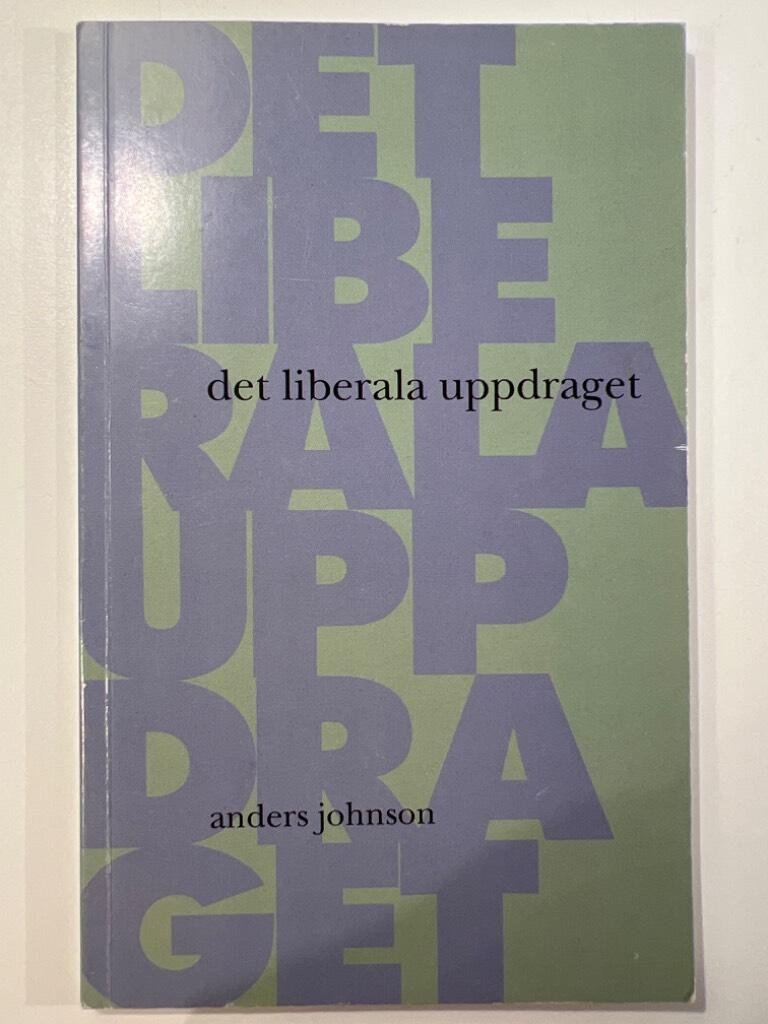 DET
LIBE
RALA
det liberala uppdraget
UPP
DRA
anders johnson
GET